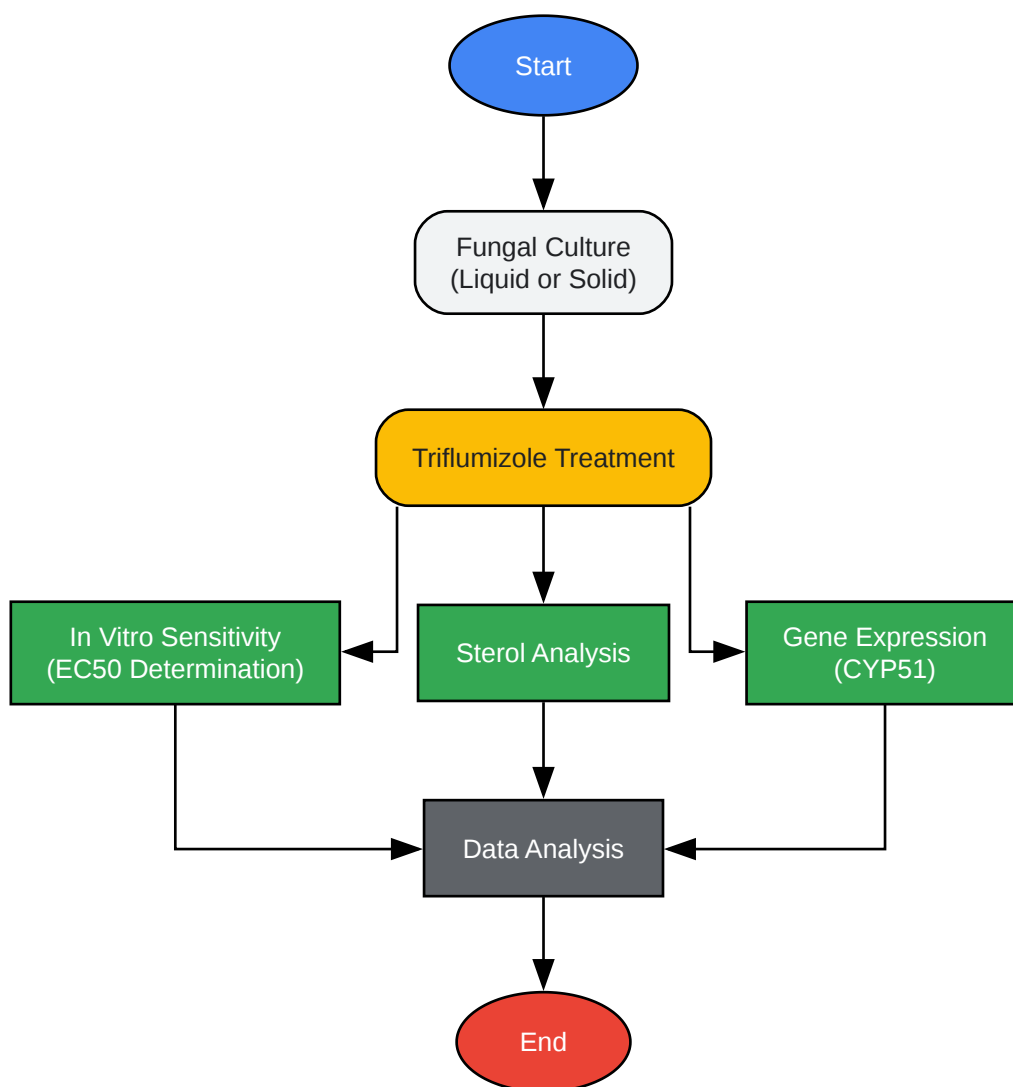 Start
Fungal Culture
(Liquid or Solid)
Triflumizole Treatment
In Vitro Sensitivity
(EC50 Determination)
Sterol Analysis
Gene Expression
(CYP51)
Data Analysis
End